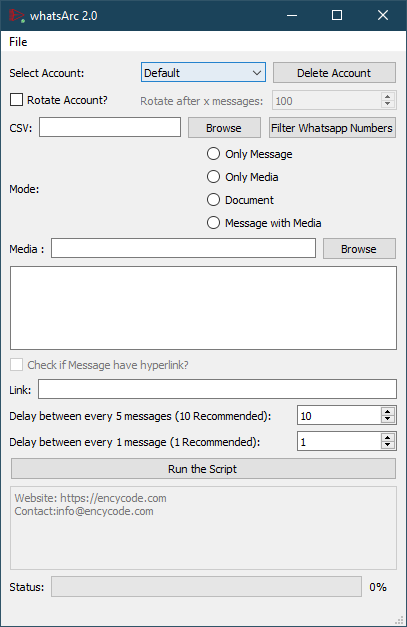 whatsArc 2.0
File
Select Account: Default Delete Account
Rotate Account? Rotate after x messages: 100
CSV: Browse Filter Whatsapp Numbers
Only Message
Only Media
Mode:
Document
Message with Media
Media : Browse
Check if Message have hyperlink?
Link:
Delay between every 5 messages (10 Recommended): 10
Delay between every 1 message (1 Recommended): 1
Run the Script
Website: https://encycode.com
Contact:info@encycode.com
Status: 0%